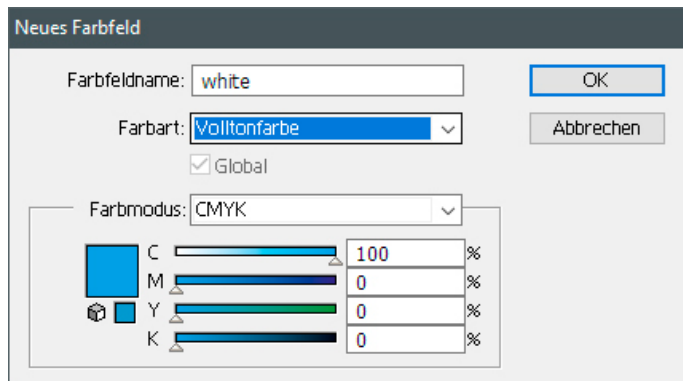 Neues Farbfeld
Farbfeldname: white OK
Farbart: Volltonfarbe Abbrechen
Global
Farbmodus: CMYK
C 100 %
M 0 %
Y 0 %
K 0 %